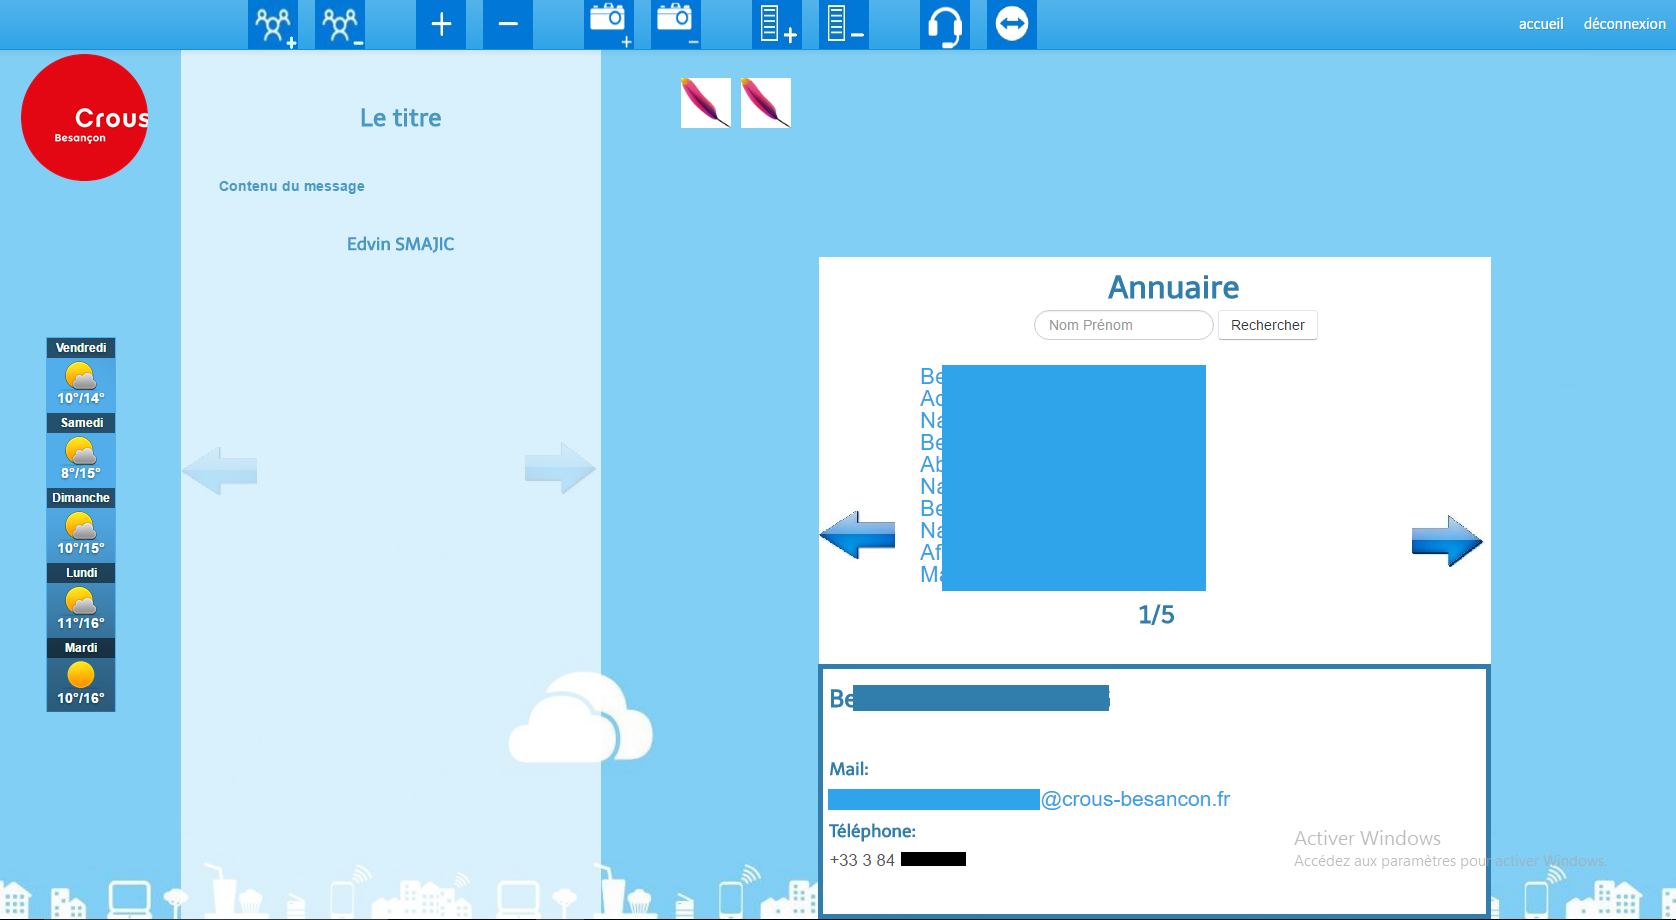 accueil déconnexion
Crous
Besançon
Le titre
Contenu du message
Edvin SMAJIC
Vendredi
10°/14°
Samedi
8°/15°
Dimanche
10°/15°
Lundi
11°/16°
Mardi
10°/16°
Annuaire
Nom Prénom Rechercher
Be
Na
Be
Ab
Na
Be
Na
Af
1/5
Be
Mail:
@crous-besancon.fr
Téléphone:
+33 3 84
Activer Windows
Accédez aux paramètres pour activer Windows.